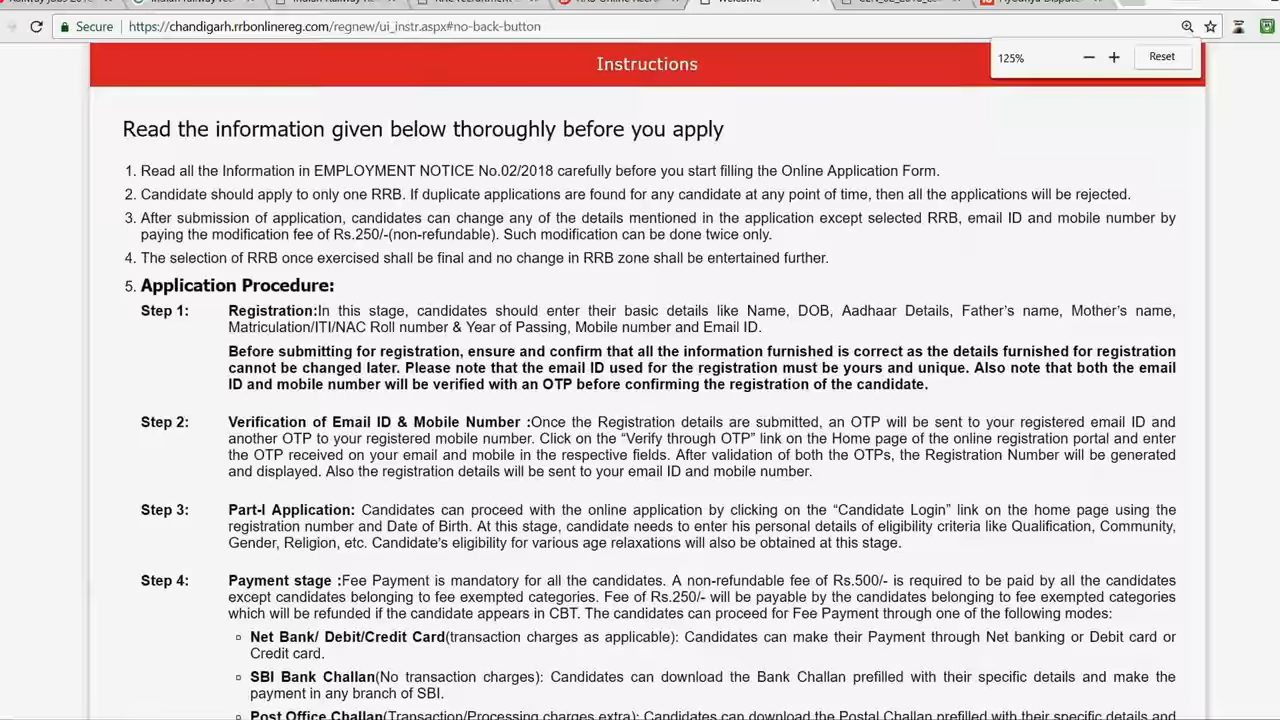 Welcome
Secure https://chandigarh.rrbonlinereg.com/regnew/ui_instr.aspx#no-back-button
Instructions
125% − + Reset
Read the information given below thoroughly before you apply
1. Read all the Information in EMPLOYMENT NOTICE No.02/2018 carefully before you start filling the Online Application Form.
2. Candidate should apply to only one RRB. If duplicate applications are found for any candidate at any point of time, then all the applications will be rejected.
3. After submission of application, candidates can change any of the details mentioned in the application except selected RRB, email ID and mobile number by
paying the modification fee of Rs.250/-(non-refundable). Such modification can be done twice only.
4. The selection of RRB once exercised shall be final and no change in RRB zone shall be entertained further.
5. Application Procedure:
Step 1: Registration:In this stage, candidates should enter their basic details like Name, DOB, Aadhaar Details, Father's name, Mother's name,
Matriculation/ITI/NAC Roll number & Year of Passing, Mobile number and Email ID.
Before submitting for registration, ensure and confirm that all the information furnished is correct as the details furnished for registration
cannot be changed later. Please note that the email ID used for the registration must be yours and unique. Also note that both the email
ID and mobile number will be verified with an OTP before confirming the registration of the candidate.
Step 2: Verification of Email ID & Mobile Number :Once the Registration details are submitted, an OTP will be sent to your registered email ID and
another OTP to your registered mobile number. Click on the “Verify through OTP” link on the Home page of the online registration portal and enter
the OTP received on your email and mobile in the respective fields. After validation of both the OTPs, the Registration Number will be generated
and displayed. Also the registration details will be sent to your email ID and mobile number.
Step 3: Part-I Application: Candidates can proceed with the online application by clicking on the “Candidate Login” link on the home page using the
registration number and Date of Birth. At this stage, candidate needs to enter his personal details of eligibility criteria like Qualification, Community,
Gender, Religion, etc. Candidate's eligibility for various age relaxations will also be obtained at this stage.
Step 4: Payment stage :Fee Payment is mandatory for all the candidates. A non-refundable fee of Rs.500/- is required to be paid by all the candidates
except candidates belonging to fee exempted categories. Fee of Rs.250/- will be payable by the candidates belonging to fee exempted categories
which will be refunded if the candidate appears in CBT. The candidates can proceed for Fee Payment through one of the following modes:
Net Bank/ Debit/Credit Card(transaction charges as applicable): Candidates can make their Payment through Net banking or Debit card or
Credit card.
SBI Bank Challan(No transaction charges): Candidates can download the Bank Challan prefilled with their specific details and make the
payment in any branch of SBI.
Post Office Challan(Transaction/Processing charges extra): Candidates can download the Postal Challan prefilled with their specific details and